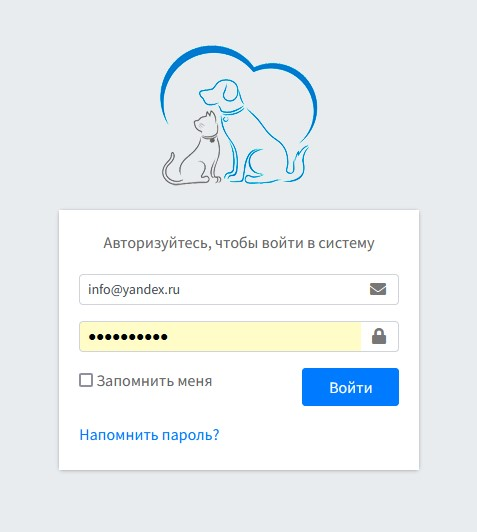 Авторизуйтесь, чтобы войти в систему
info@yandex.ru
••••••••••
Запомнить меня
Войти
Напомнить пароль?